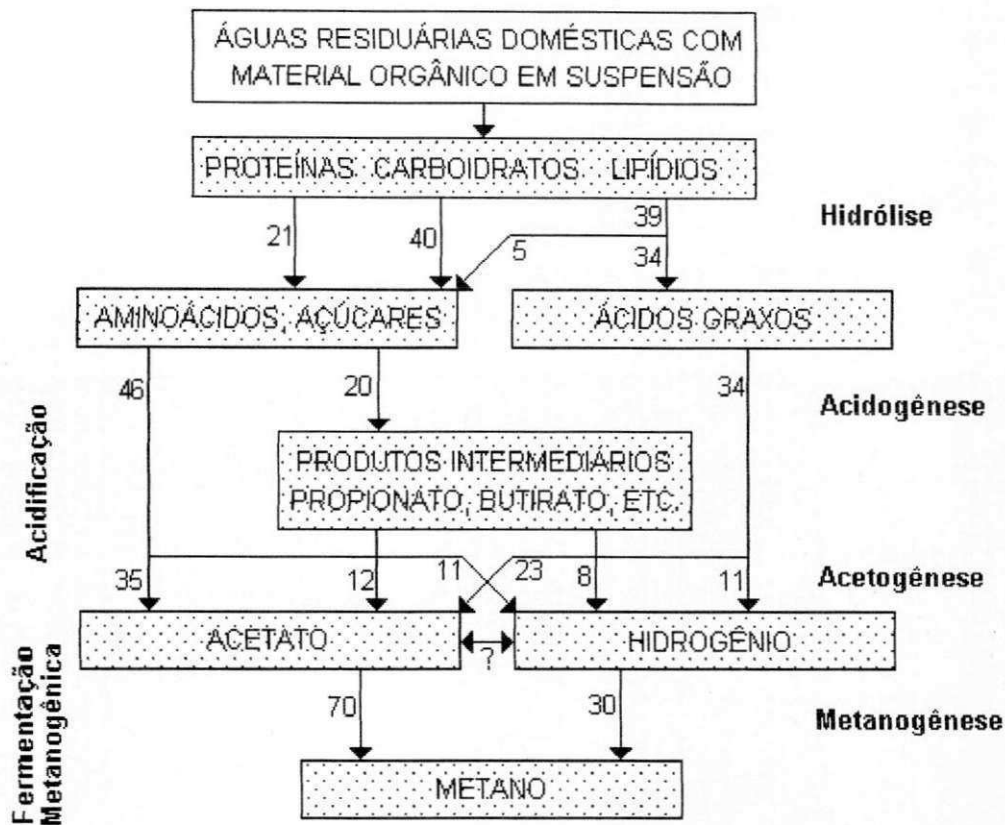 ÁGUAS RESIDUÁRIAS DOMÉSTICAS COM
MATERIAL ORGÂNICO EM SUSPENSÃO
PROTEÍNAS CARBOIDRATOS LIPÍDIOS
21
40
39
5
34
Hidrólise
AMINOÁCIDOS, AÇÚCARES
ÁCIDOS GRAXOS
46
20
34
Acidogênese
Acidificação
PRODUTOS INTERMEDIÁRIOS
PROPIONATO, BUTIRATO, ETC.
35
12
11
23
8
11
Acetogênese
ACETATO
?
HIDROGÊNIO
Fermentação
Metanogênica
70
30
Metanogênese
METANO